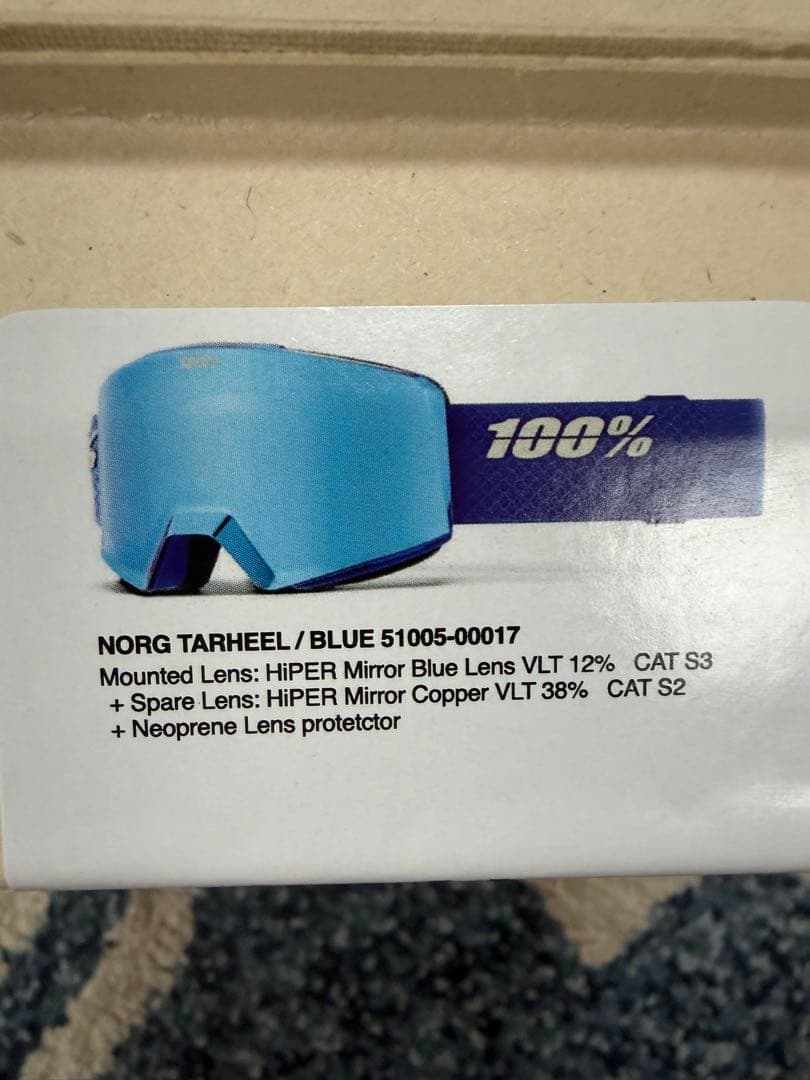 100%
NORG TARHEEL / BLUE 51005-00017
Mounted Lens: HiPER Mirror Blue Lens VLT 12% CAT S3
+ Spare Lens: HiPER Mirror Copper VLT 38% CAT S2
+ Neoprene Lens protetctor